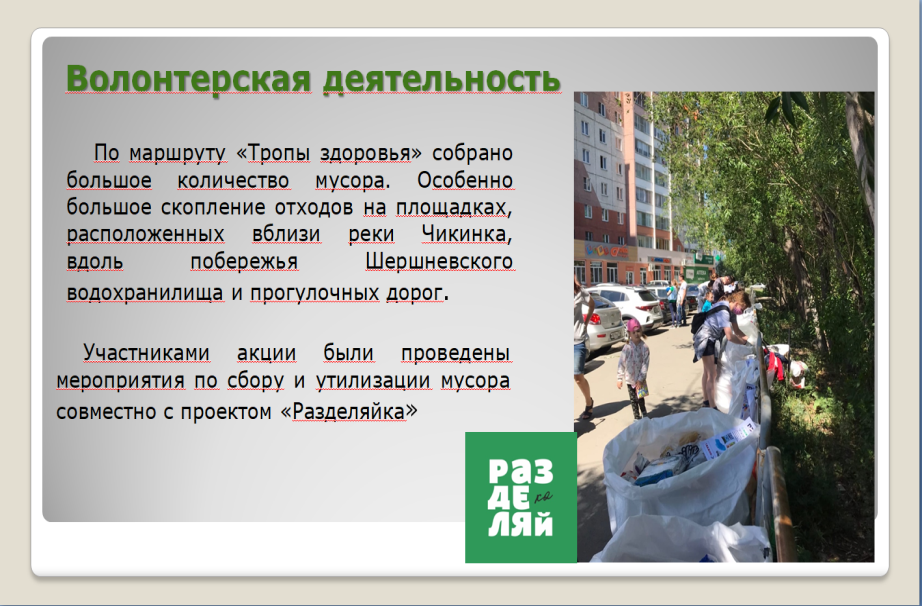 Волонтерская деятельность
По маршруту «Тропы здоровья» собрано
большое количество мусора. Особенно
большое скопление отходов на площадках,
расположенных вблизи реки Чикинка,
вдоль побережья Шершневского
водохранилища и прогулочных дорог.
Участниками акции были проведены
мероприятия по сбору и утилизации мусора
совместно с проектом «Разделяйка»
раз
де ка
ляй